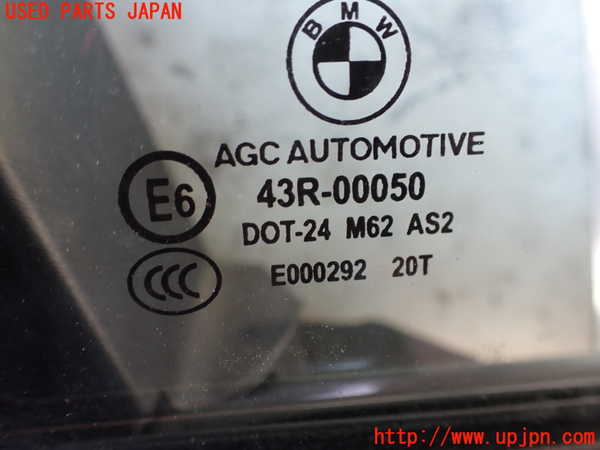 USED PARTS JAPAN
BMW
AGC AUTOMOTIVE
E6
43R-00050
DOT-24 M62 AS2
CCC
E000292 20T
http://www.upjpn.com